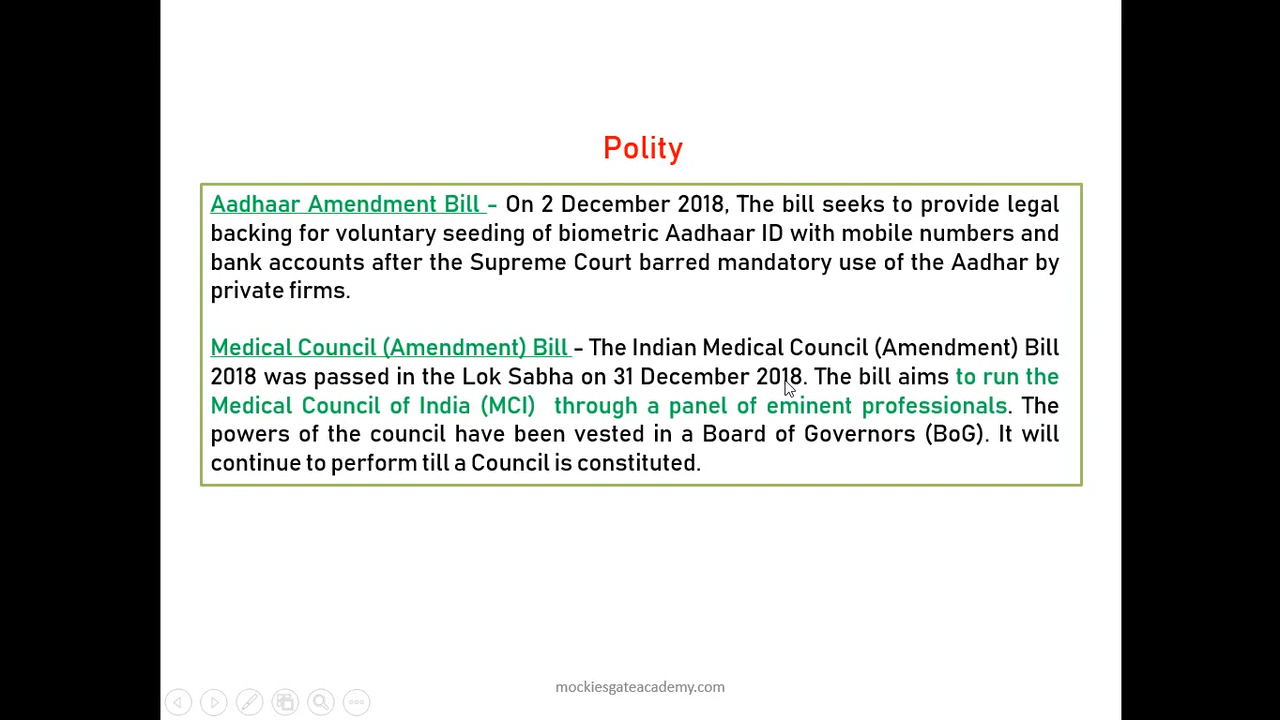 Polity
Aadhaar Amendment Bill - On 2 December 2018, The bill seeks to provide legal
backing for voluntary seeding of biometric Aadhaar ID with mobile numbers and
bank accounts after the Supreme Court barred mandatory use of the Aadhar by
private firms.
Medical Council (Amendment) Bill - The Indian Medical Council (Amendment) Bill
2018 was passed in the Lok Sabha on 31 December 2018. The bill aims to run the
Medical Council of India (MCI) through a panel of eminent professionals. The
powers of the council have been vested in a Board of Governors (BoG). It will
continue to perform till a Council is constituted.
mockiesgateacademy.com